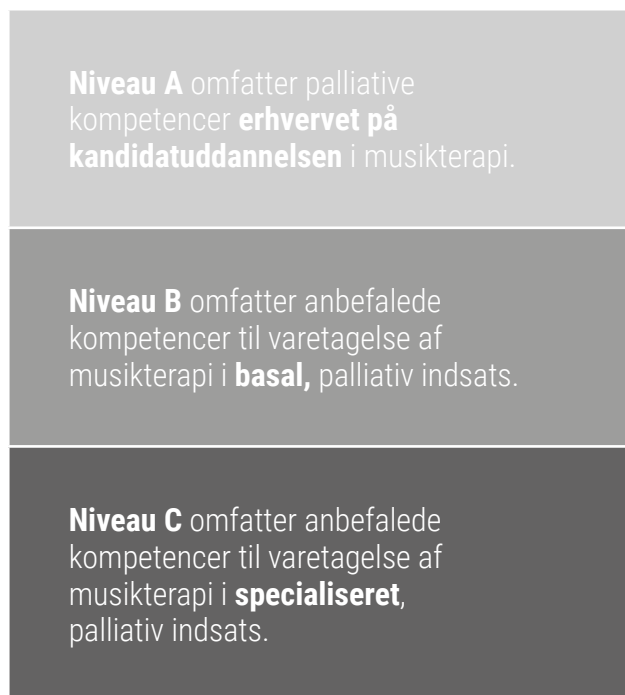 Niveau A omfatter palliative
kompetencer erhvervet på
kandidatuddannelsen i musikterapi.
Niveau B omfatter anbefalede
kompetencer til varetagelse af
musikterapi i basal, palliativ indsats.
Niveau C omfatter anbefalede
kompetencer til varetagelse af
musikterapi i specialiseret,
palliativ indsats.